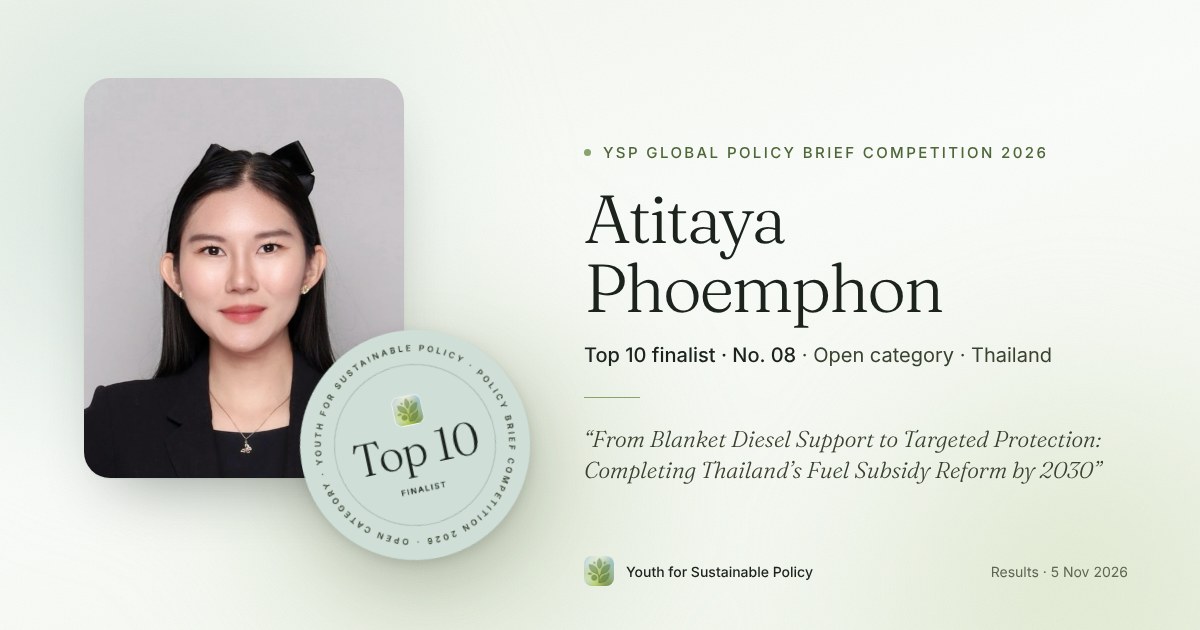 YSP GLOBAL POLICY BRIEF COMPETITION 2026
Atitaya
Phoemphon
Top 10 finalist · No. 08 · Open category · Thailand
“From Blanket Diesel Support to Targeted Protection:
Completing Thailand’s Fuel Subsidy Reform by 2030”
YOUTH FOR SUSTAINABLE POLICY · POLICY BRIEF COMPETITION 2026 · OPEN CATEGORY ·
Top 10
FINALIST
Youth for Sustainable Policy
Results · 5 Nov 2026